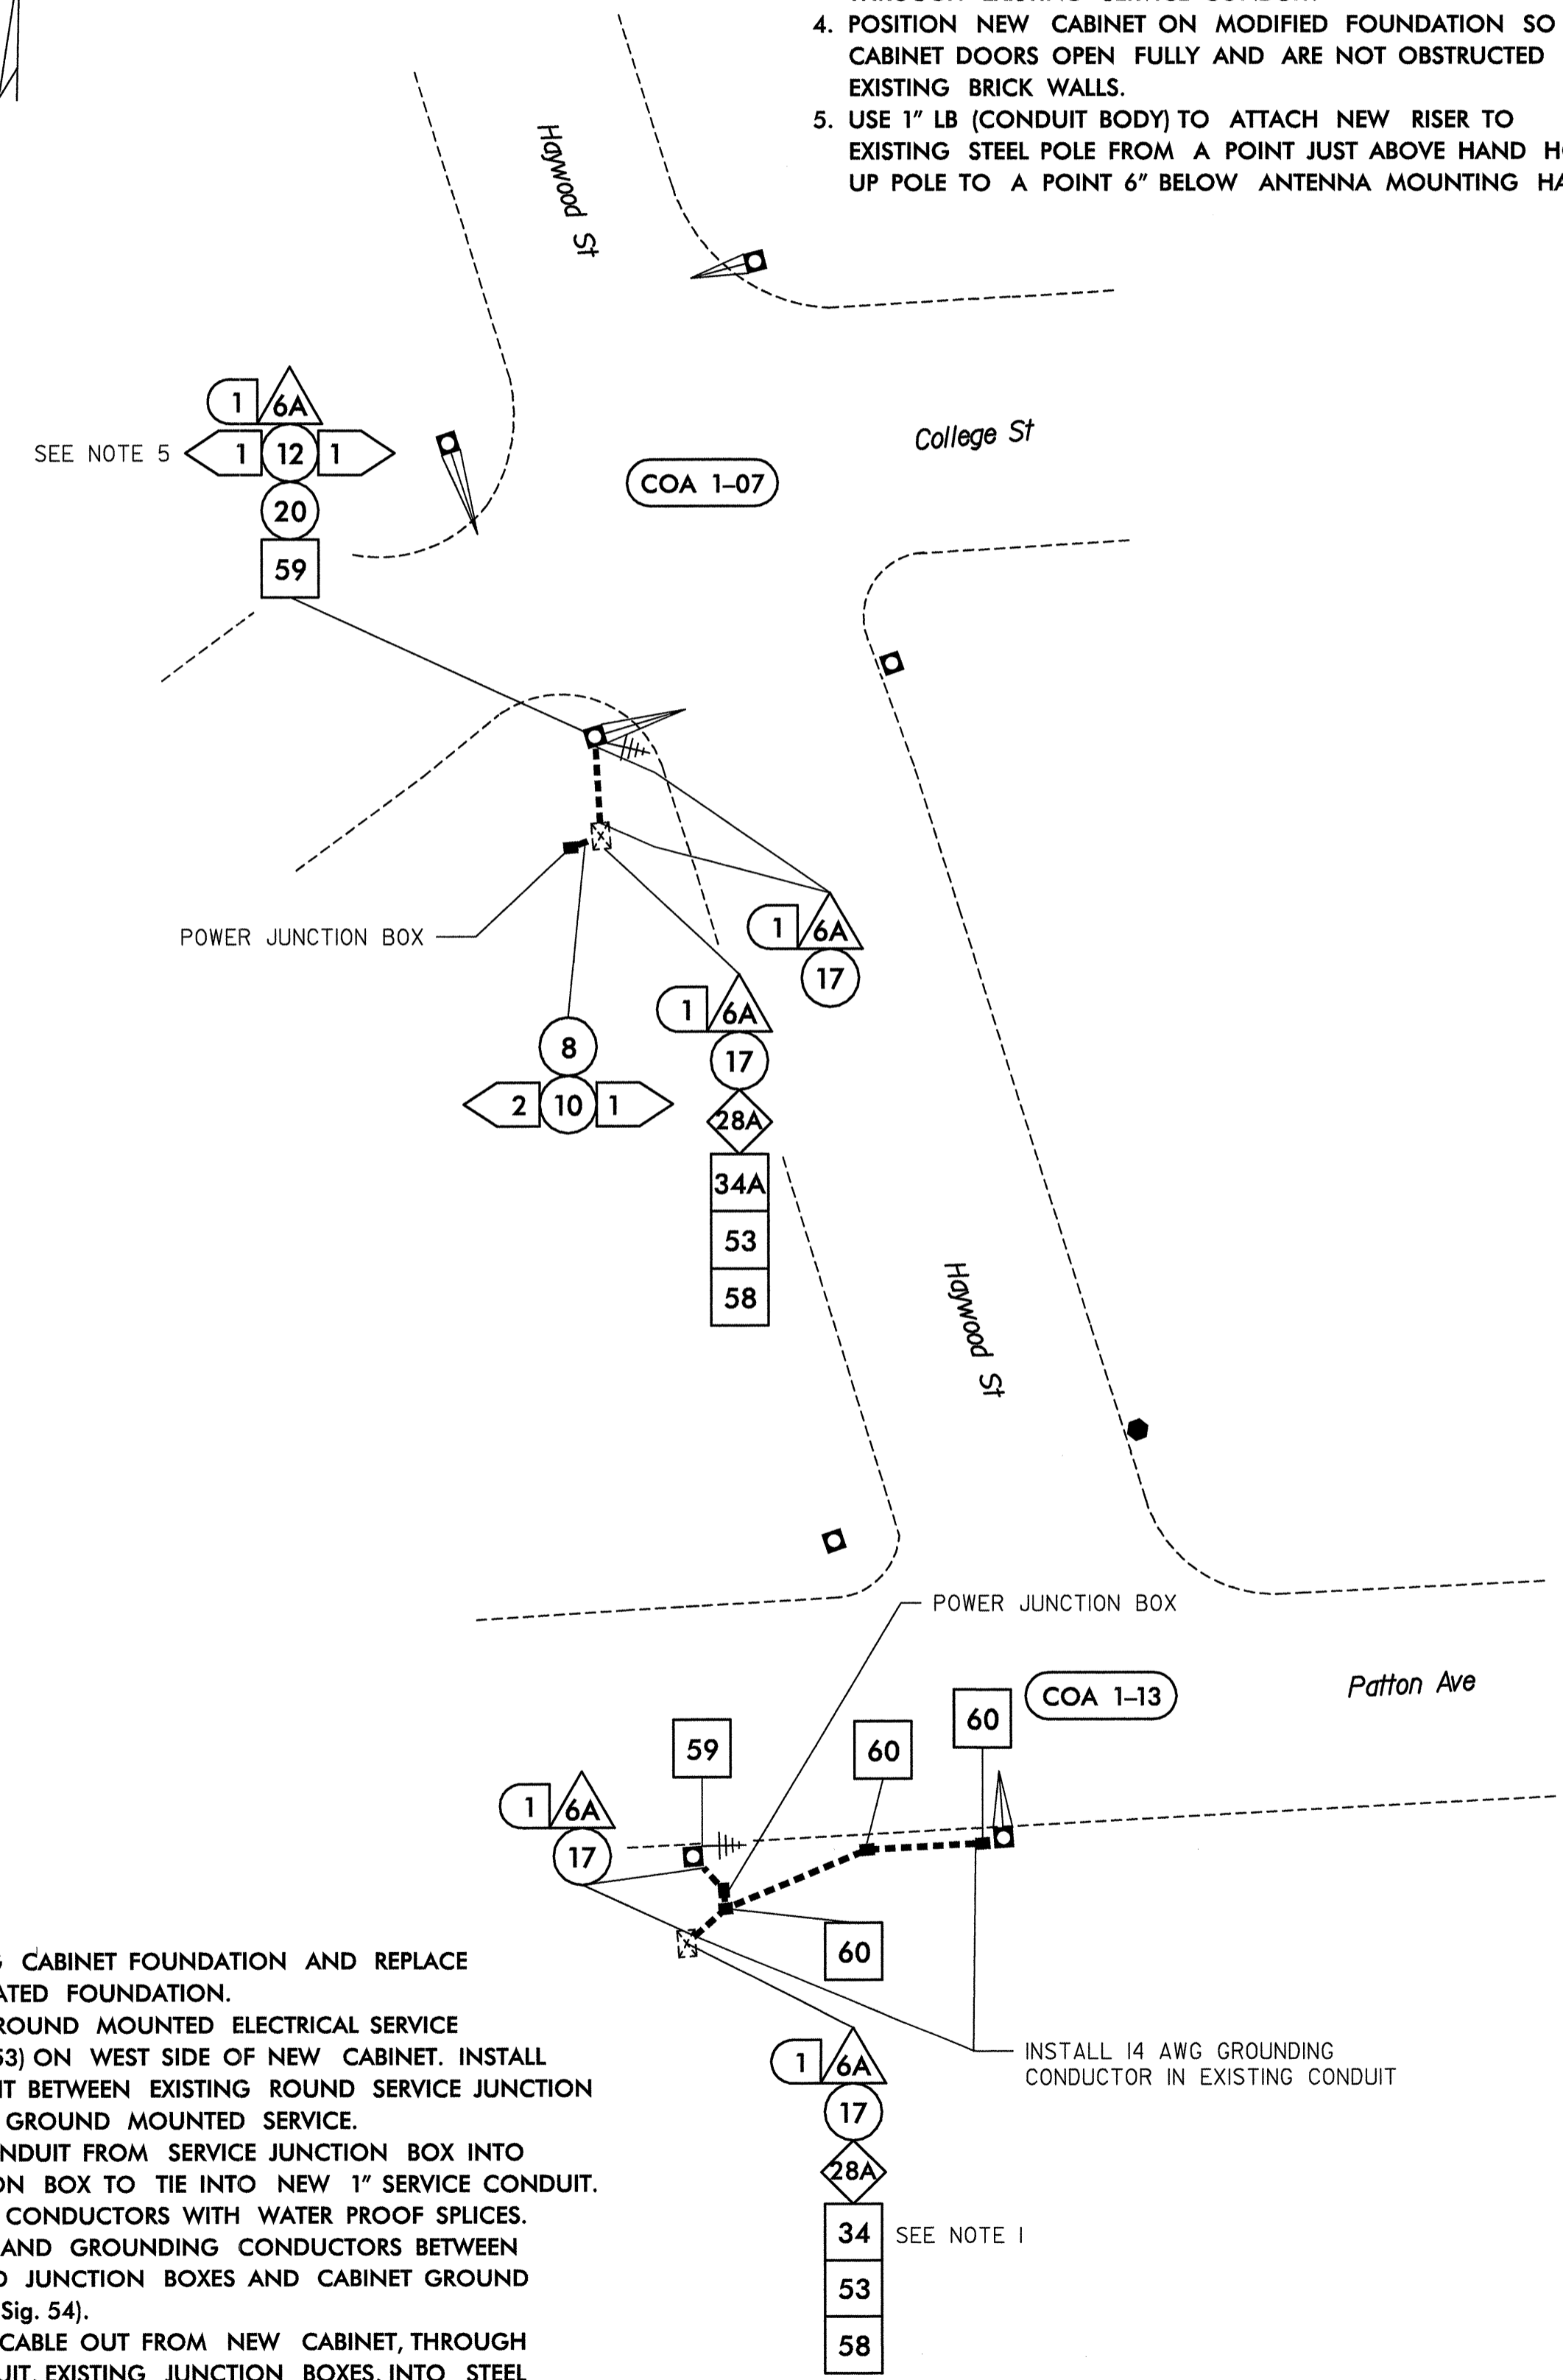 4. POSITION NEW CABINET ON MODIFIED FOUNDATION SO
CABINET DOORS OPEN FULLY AND ARE NOT OBSTRUCTED
EXISTING BRICK WALLS.
5. USE 1" LB (CONDUIT BODY) TO ATTACH NEW RISER TO
EXISTING STEEL POLE FROM A POINT JUST ABOVE HAND
UP POLE TO A POINT 6" BELOW ANTENNA MOUNTING
Haywood St
1 6A
SEE NOTE 5 1 12 1
20
59
College St
COA 1-07
POWER JUNCTION BOX
1 6A
17
1 6A
17
28A
34A
53
58
8
2 10 1
Haywood St
POWER JUNCTION BOX
COA 1-13
Patton Ave
59
60
60
1 6A
17
60
INSTALL 14 AWG GROUNDING
CONDUCTOR IN EXISTING CONDUIT
1 6A
17
28A
34 SEE NOTE 1
53
58
CABINET FOUNDATION AND REPLACE
FOUNDATION.
ROUND MOUNTED ELECTRICAL SERVICE
53) ON WEST SIDE OF NEW CABINET. INSTALL
BETWEEN EXISTING ROUND SERVICE JUNCTION
GROUND MOUNTED SERVICE.
FROM SERVICE JUNCTION BOX INTO
BOX TO TIE INTO NEW 1" SERVICE CONDUIT.
CONDUCTORS WITH WATER PROOF SPLICES.
AND GROUNDING CONDUCTORS BETWEEN
JUNCTION BOXES AND CABINET GROUND
Sig. 54).
CABLE OUT FROM NEW CABINET, THROUGH
EXISTING JUNCTION BOXES, INTO STEEL